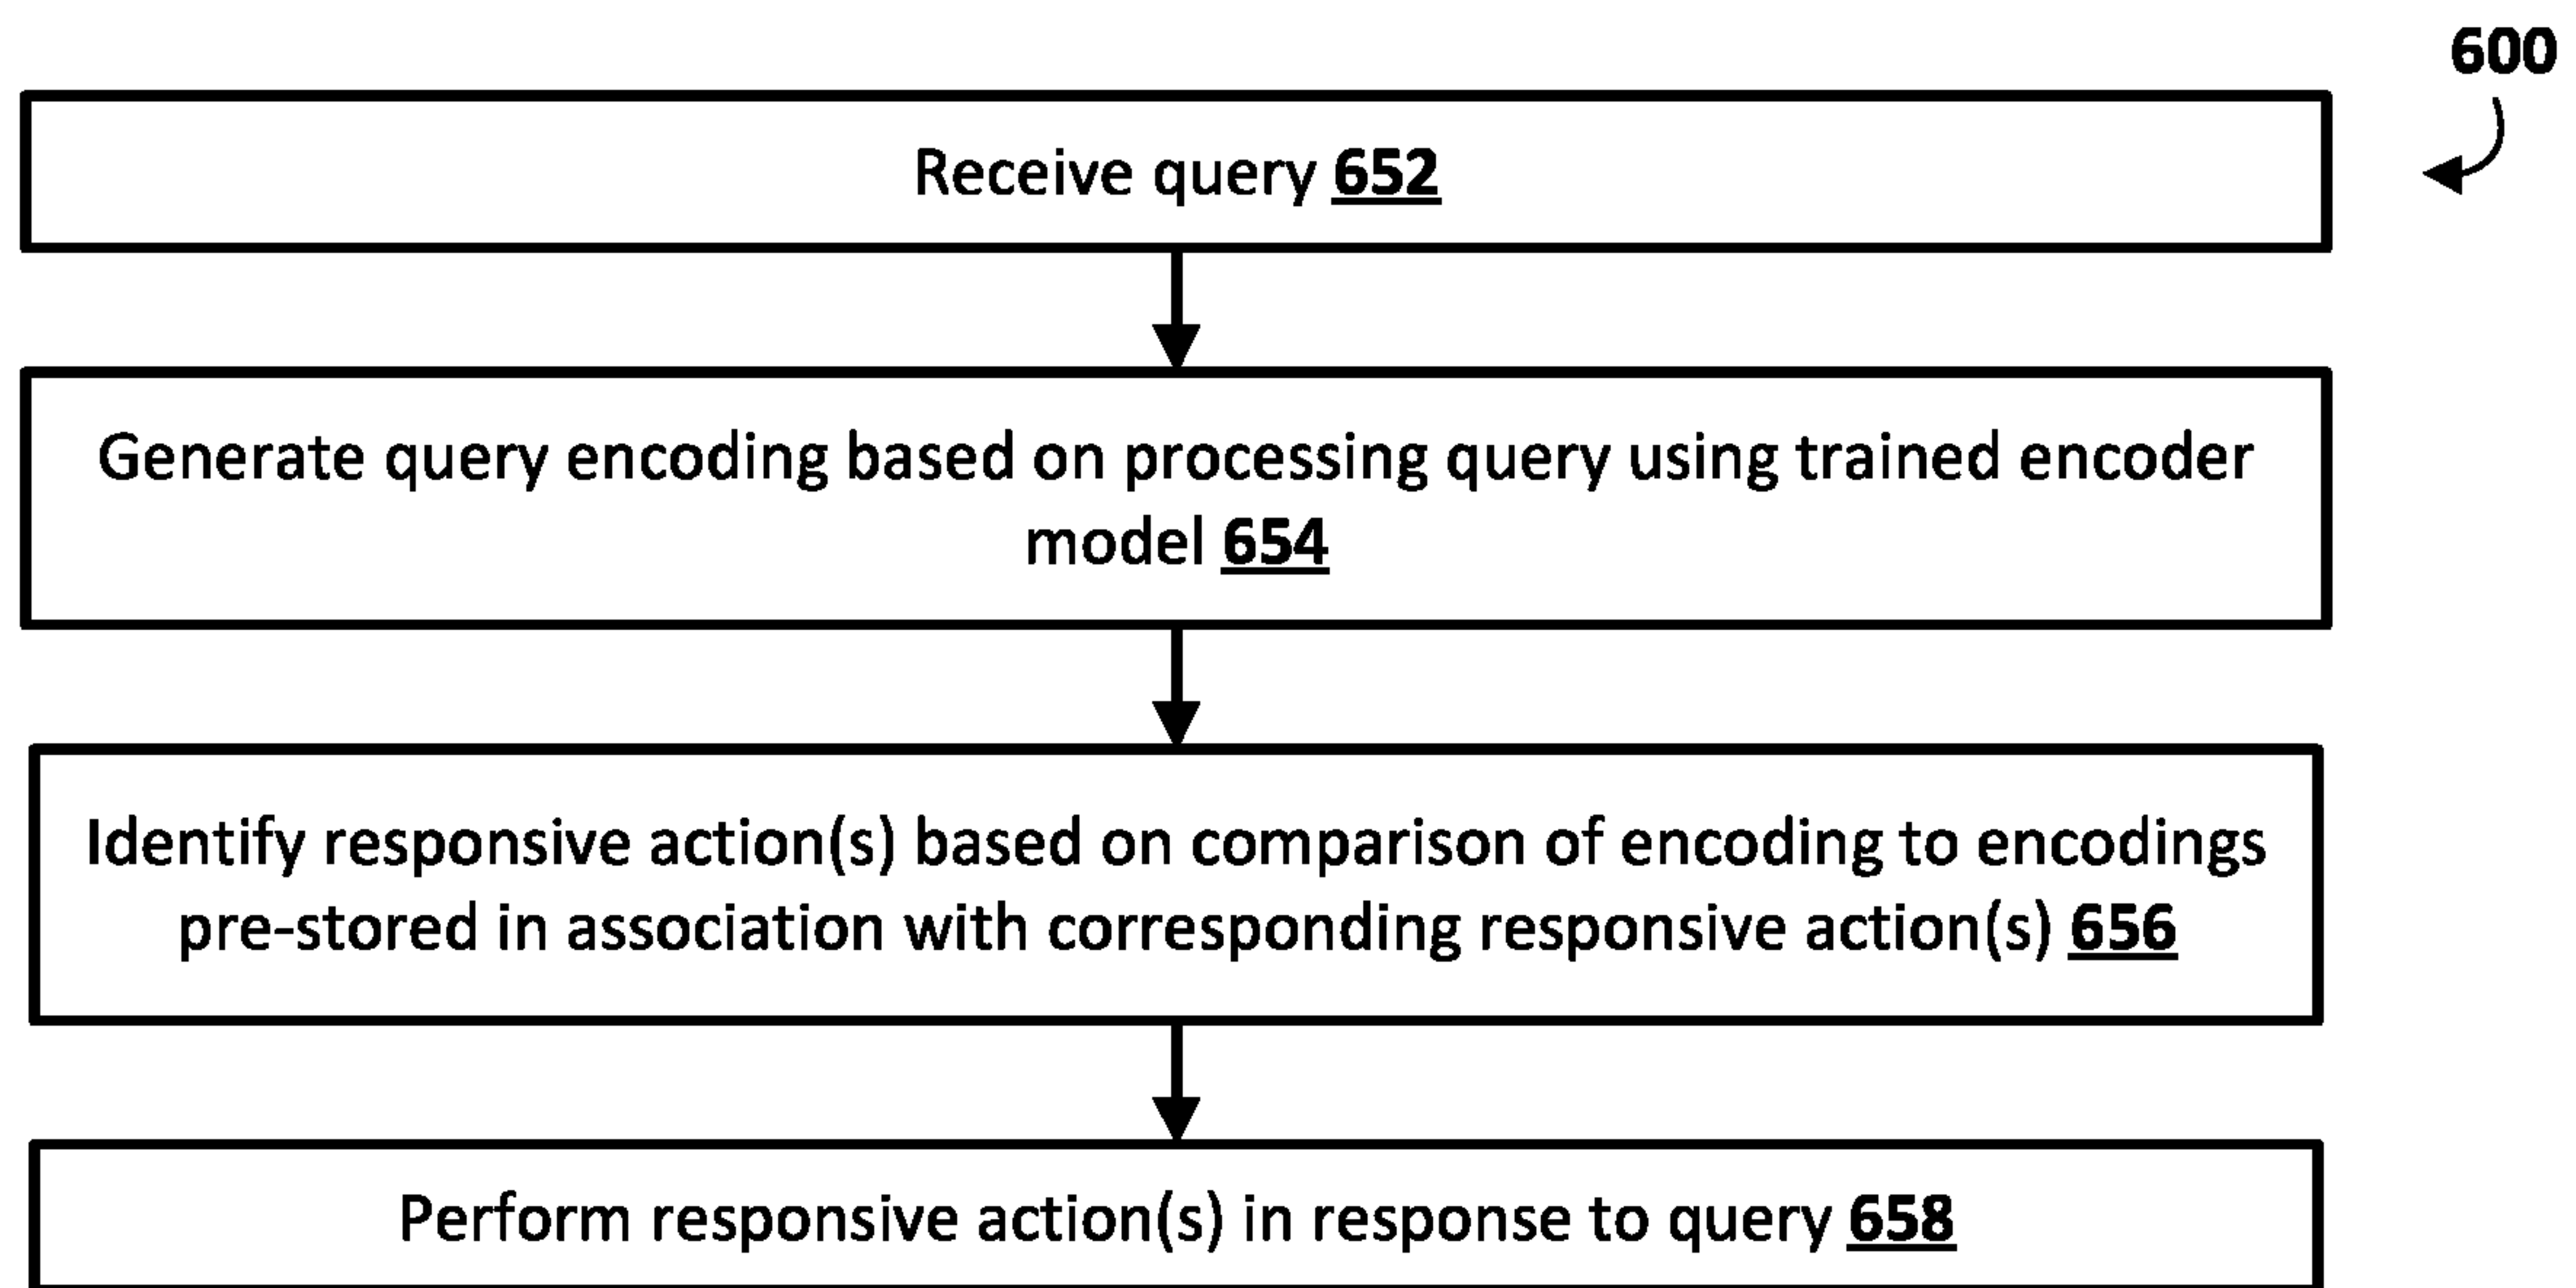 600
Receive query 652
Generate query encoding based on processing query using trained encoder
model 654
Identify responsive action(s) based on comparison of encoding to encodings
pre-stored in association with corresponding responsive action(s) 656
Perform responsive action(s) in response to query 658